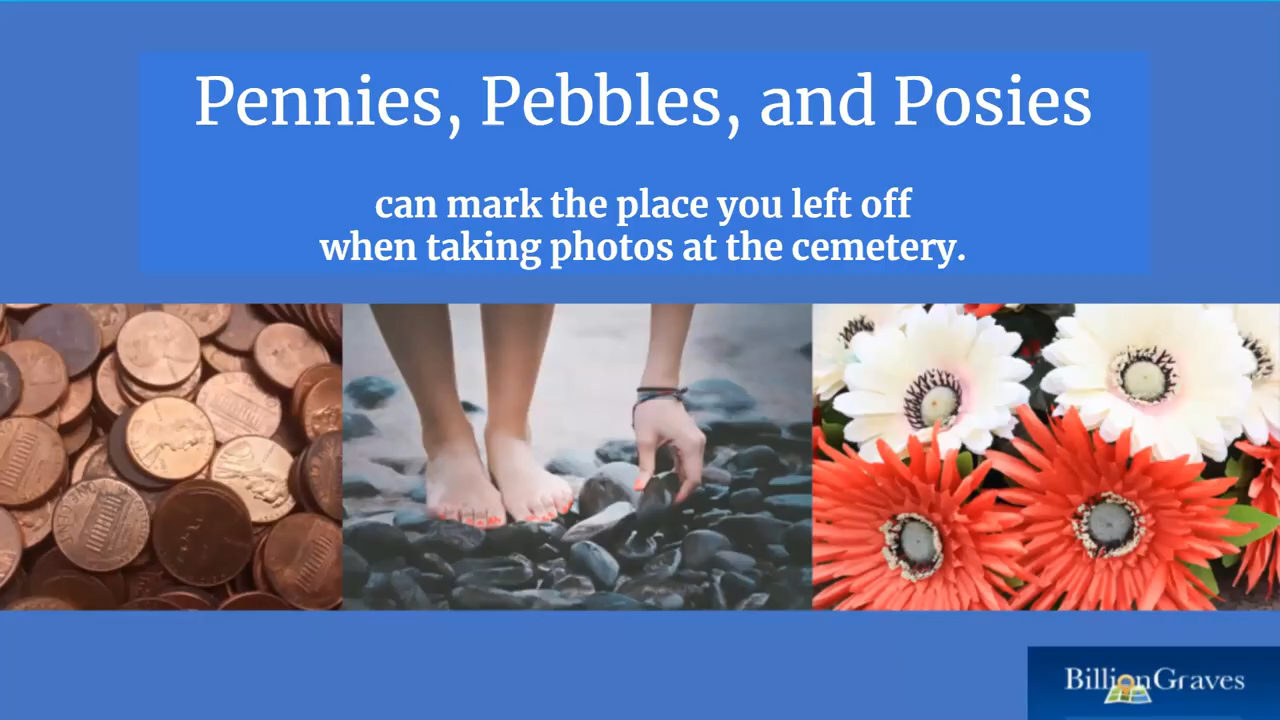 Pennies, Pebbles, and Posies
can mark the place you left off
when taking photos at the cemetery.
BillionGraves